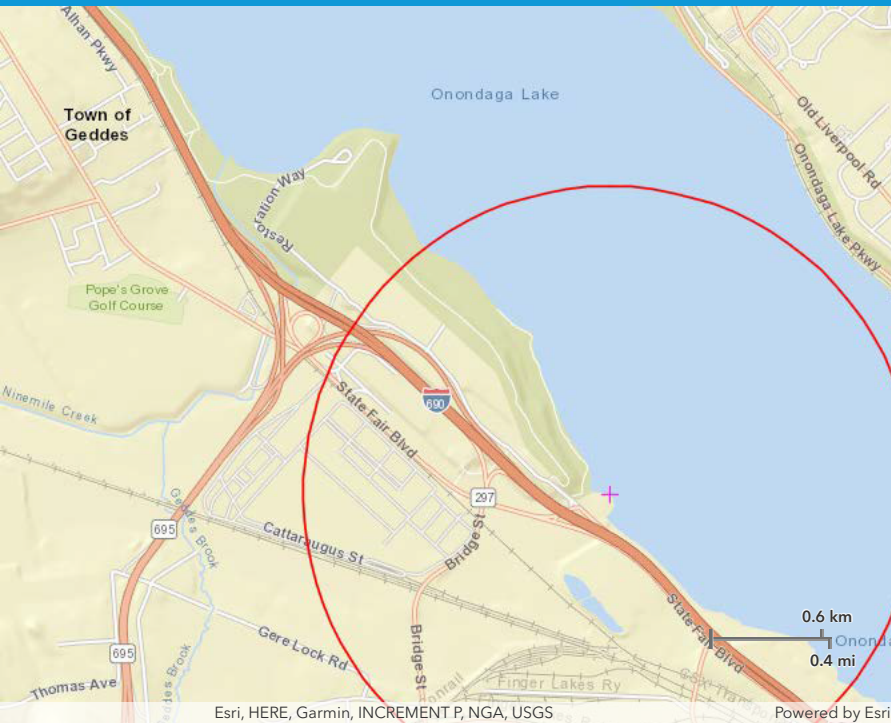 Alhan Pkwy
Onondaga Lake
Town of
Geddes
Old Liverpool Rd
Onondaga Lake Pkwy
Restoration Way
Pope's Grove
Golf Course
Ninemile Creek
690
State Fair Blvd
297
Geddes Brook
695
Cattaraugus St
Bridge St
State Fair Blvd
0.6 km
0.4 mi
Gere Lock Rd
Bridge St
695
Finger Lakes Ry
Thomas Ave
Esri, HERE, Garmin, INCREMENT P, NGA, USGS
Powered by Esri